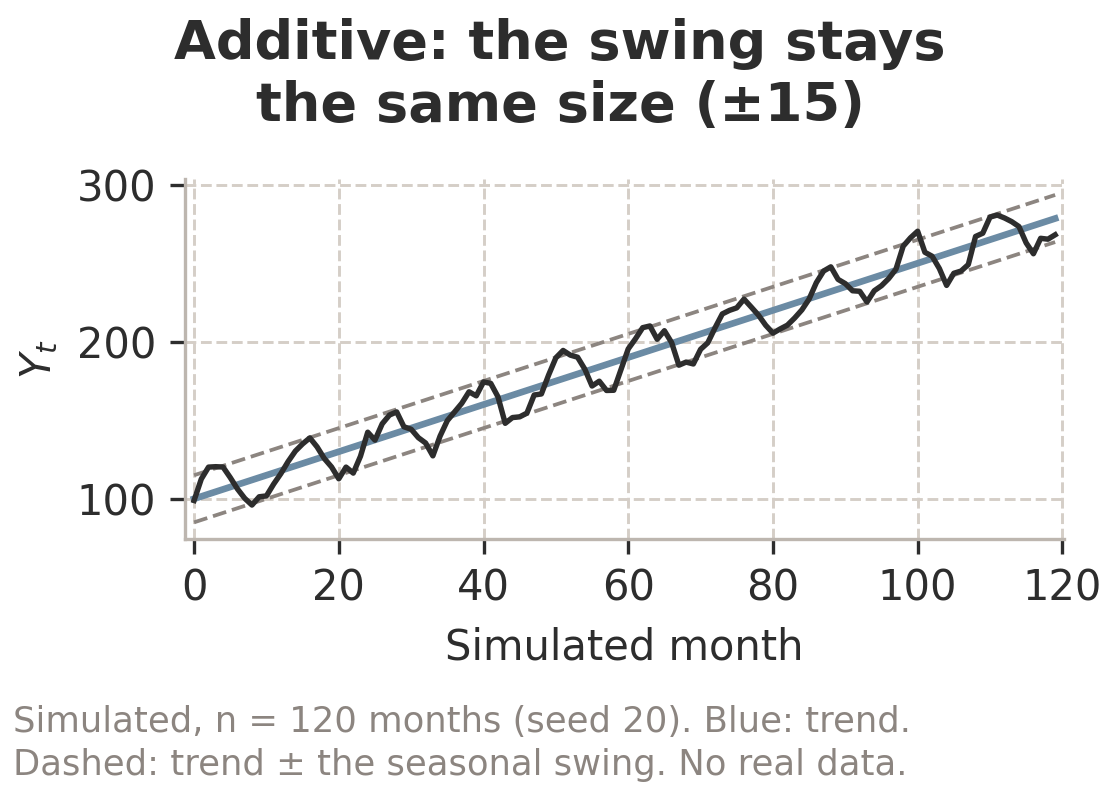 Additive: the swing stays
the same size (±15)
300
200
100
Y_t
0 20 40 60 80 100 120
Simulated month
Simulated, n = 120 months (seed 20). Blue: trend.
Dashed: trend ± the seasonal swing. No real data.